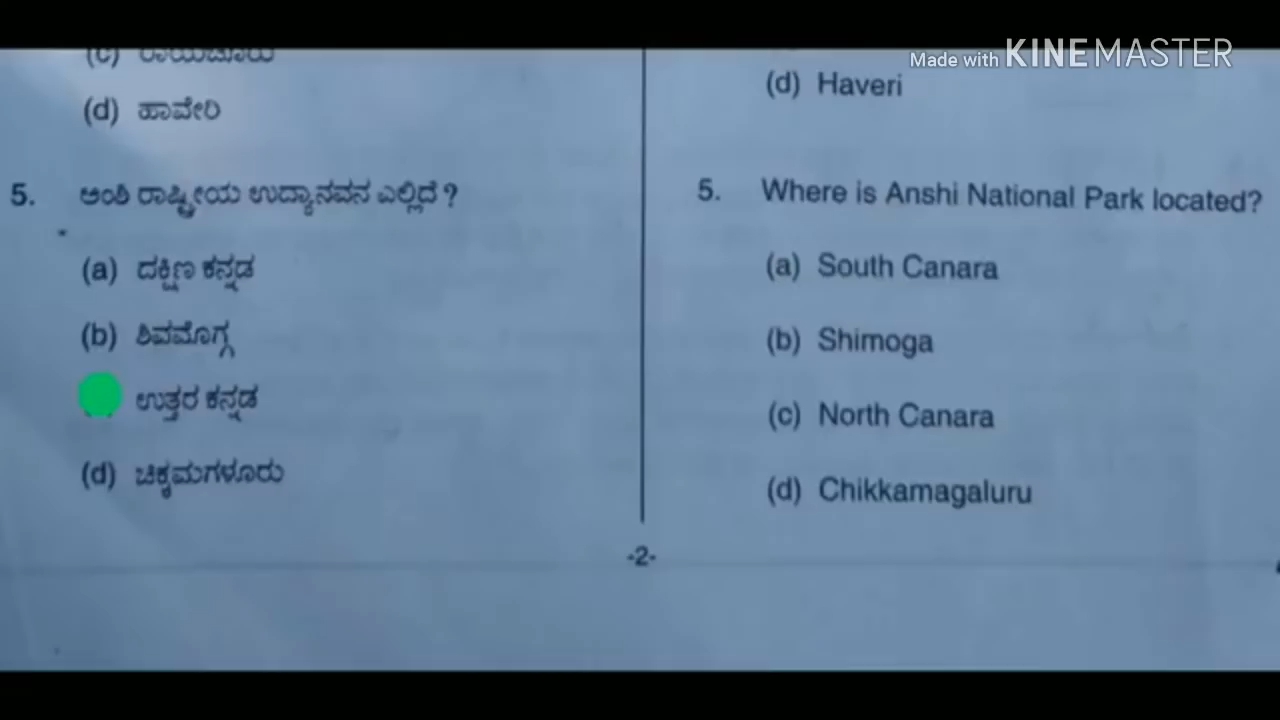 Made with KINEMASTER
(c) ರಾಯಚೂರು
(d) ಹಾವೇರಿ
5. ಅಂಶಿ ರಾಷ್ಟ್ರೀಯ ಉದ್ಯಾನವನ ಎಲ್ಲಿದೆ ?
(a) ದಕ್ಷಿಣ ಕನ್ನಡ
(b) ಶಿವಮೊಗ್ಗ
ಉತ್ತರ ಕನ್ನಡ
(d) ಚಿಕ್ಕಮಗಳೂರು
(d) Haveri
5. Where is Anshi National Park located?
(a) South Canara
(b) Shimoga
(c) North Canara
(d) Chikkamagaluru
-2-